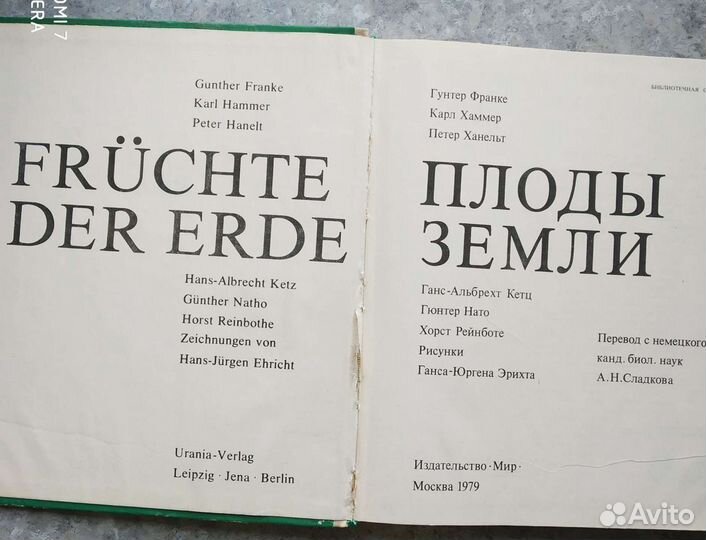 Gunther Franke
Karl Hammer
Peter Hanelt
FRÜCHTE
DER ERDE
Hans-Albrecht Ketz
Günther Natho
Horst Reinbothe
Zeichnungen von
Hans-Jürgen Ehricht
Urania-Verlag
Leipzig · Jena · Berlin
БИБЛИОТЕЧНАЯ
Гунтер Франке
Карл Хаммер
Петер Ханельт
ПЛОДЫ
ЗЕМЛИ
Ганс-Альбрехт Кетц
Гюнтер Нато
Хорст Рейнботе
Рисунки
Ганса-Юргена Эрихта
Перевод с немецкого
канд. биол. наук
А.Н.Сладкова
Издательство·Мир·
Москва 1979
Avito